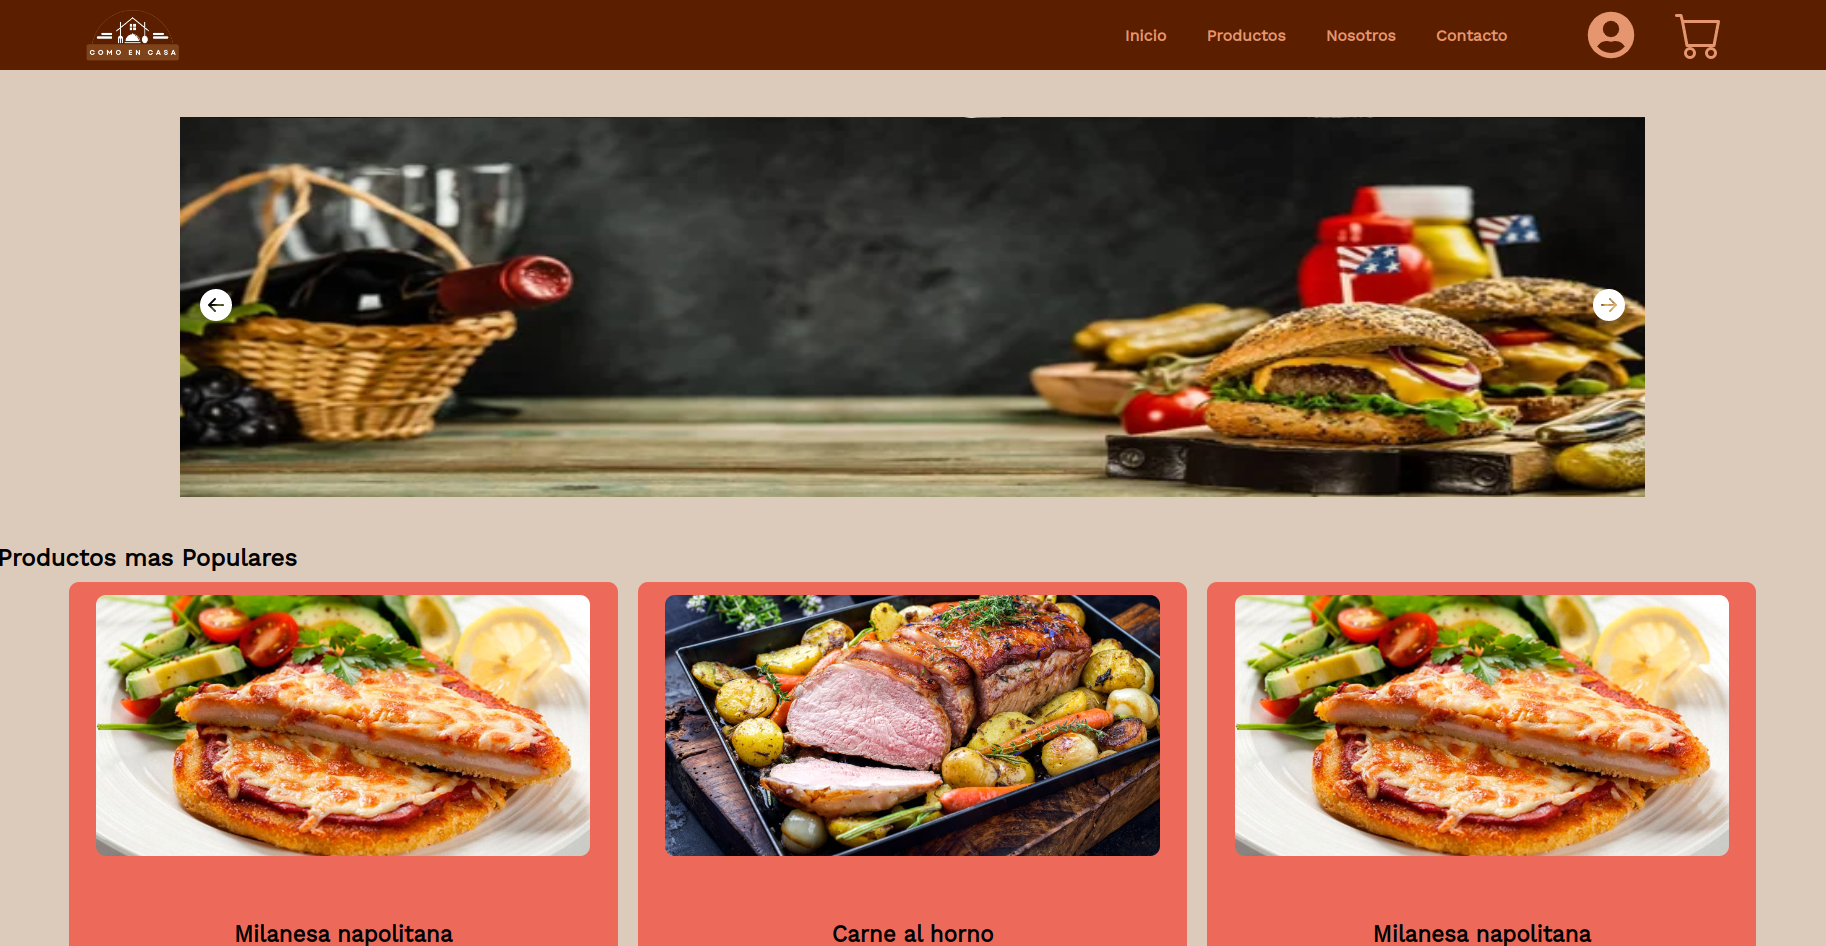 COMO EN CASA
Inicio Productos Nosotros Contacto
Productos mas Populares
Milanesa napolitana
Carne al horno
Milanesa napolitana